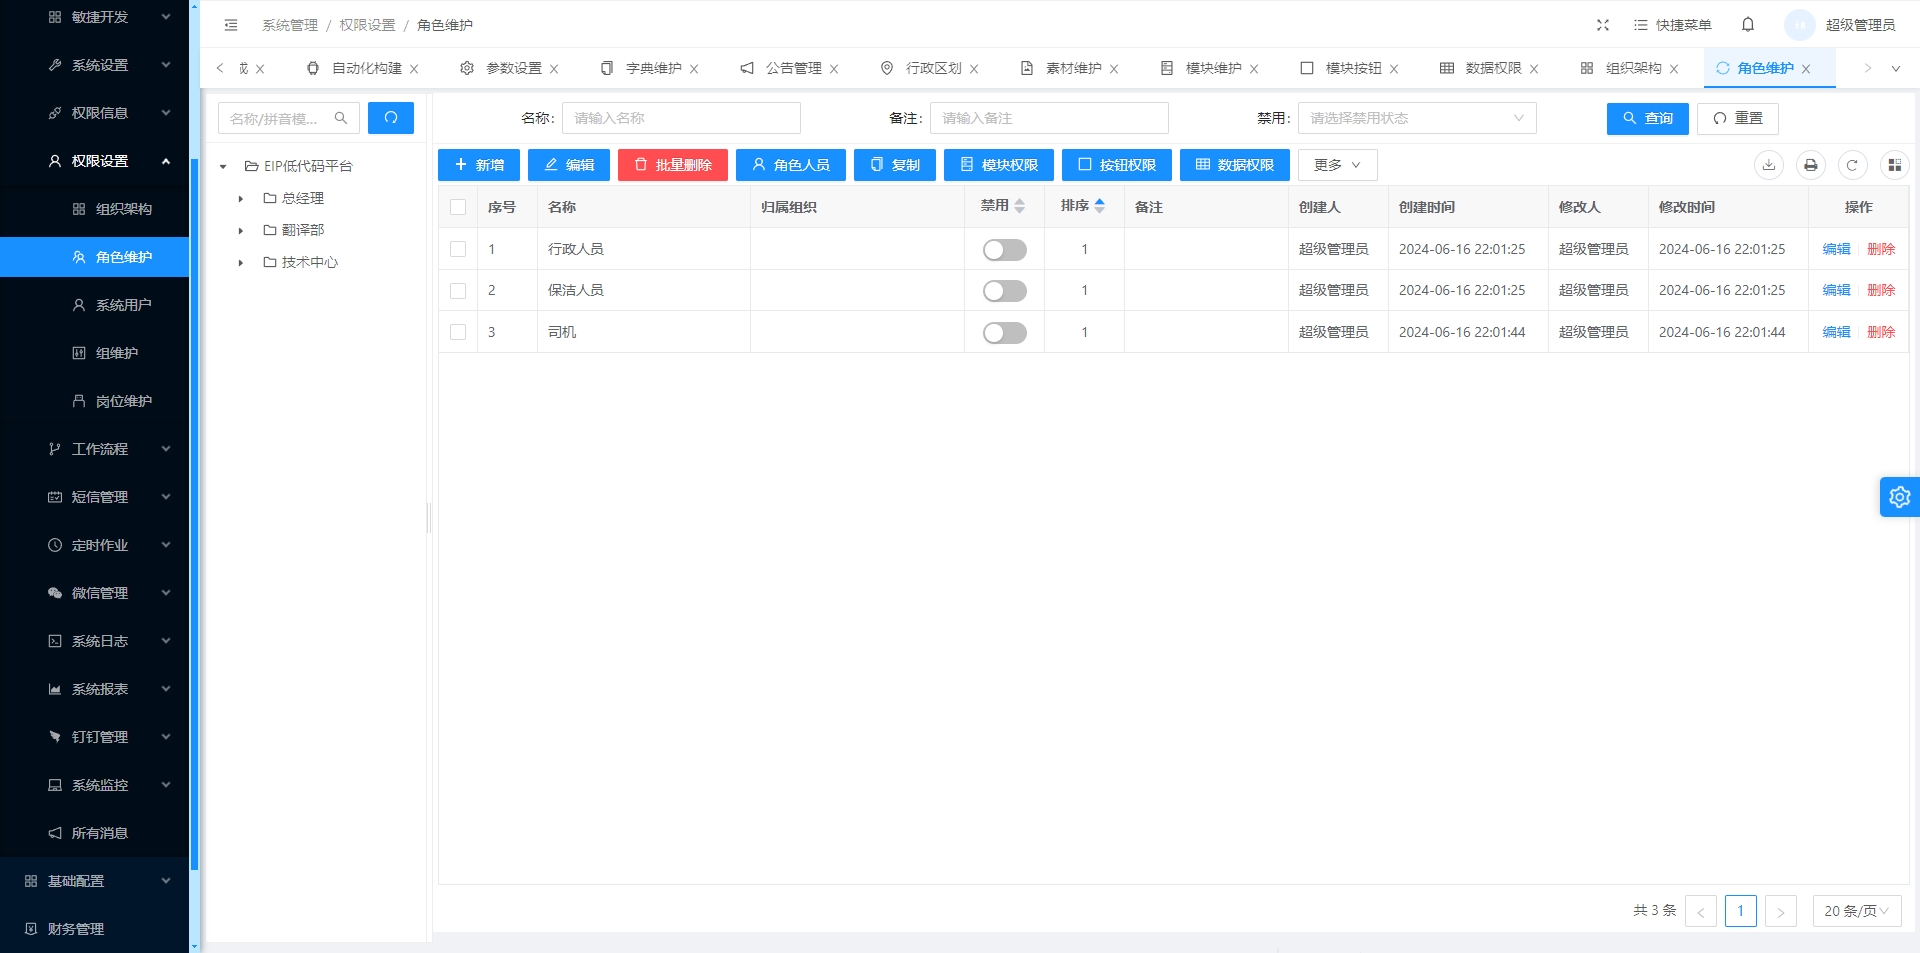 敏捷开发
系统设置
权限信息
权限设置
组织架构
角色维护
系统用户
组维护
岗位维护
工作流程
短信管理
定时作业
微信管理
系统日志
系统报表
钉钉管理
系统监控
所有消息
基础配置
财务管理
系统管理 / 权限设置 / 角色维护
快捷菜单
超级管理员
自动化构建
参数设置
字典维护
公告管理
行政区划
素材维护
模块维护
模块按钮
数据权限
组织架构
角色维护
名称/拼音模...
EIP低代码平台
总经理
翻译部
技术中心
名称: 请输入名称
备注: 请输入备注
禁用: 请选择禁用状态
查询
重置
新增
编辑
批量删除
角色人员
复制
模块权限
按钮权限
数据权限
更多
序号 名称 归属组织 禁用 排序 备注 创建人 创建时间 修改人 修改时间 操作
1 行政人员 1 超级管理员 2024-06-16 22:01:25 超级管理员 2024-06-16 22:01:25 编辑 删除
2 保洁人员 1 超级管理员 2024-06-16 22:01:25 超级管理员 2024-06-16 22:01:25 编辑 删除
3 司机 1 超级管理员 2024-06-16 22:01:44 超级管理员 2024-06-16 22:01:44 编辑 删除
共 3 条 < 1 > 20 条/页